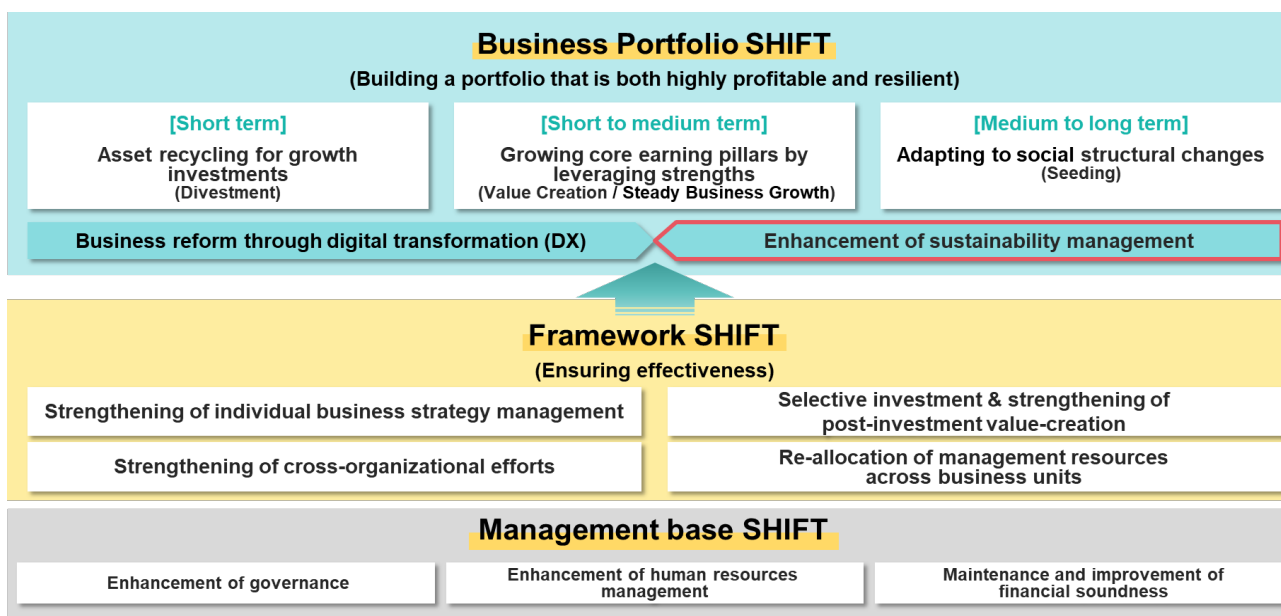 Business Portfolio SHIFT
(Building a portfolio that is both highly profitable and resilient)
[Short term]
Asset recycling for growth
investments
(Divestment)
[Short to medium term]
Growing core earning pillars by
leveraging strengths
(Value Creation / Steady Business Growth)
[Medium to long term]
Adapting to social structural changes
(Seeding)
Business reform through digital transformation (DX)
Enhancement of sustainability management
Framework SHIFT
(Ensuring effectiveness)
Strengthening of individual business strategy management
Selective investment & strengthening of
post-investment value-creation
Strengthening of cross-organizational efforts
Re-allocation of management resources
across business units
Management base SHIFT
Enhancement of governance
Enhancement of human resources
management
Maintenance and improvement of
financial soundness